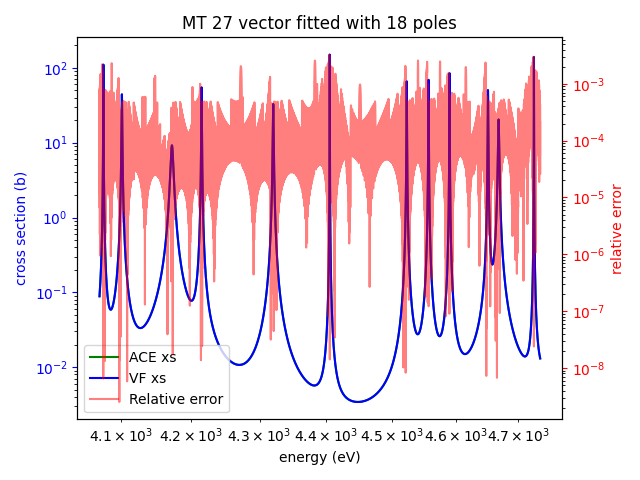 MT 27 vector fitted with 18 poles
10²
10¹
10⁰
10⁻¹
10⁻²
cross section (b)
10⁻³
10⁻⁴
10⁻⁵
10⁻⁶
10⁻⁷
10⁻⁸
relative error
ACE xs
VF xs
Relative error
4.1 × 10³ 4.2 × 10³ 4.3 × 10³ 4.4 × 10³ 4.5 × 10³ 4.6 × 10³ 4.7 × 10³
energy (eV)